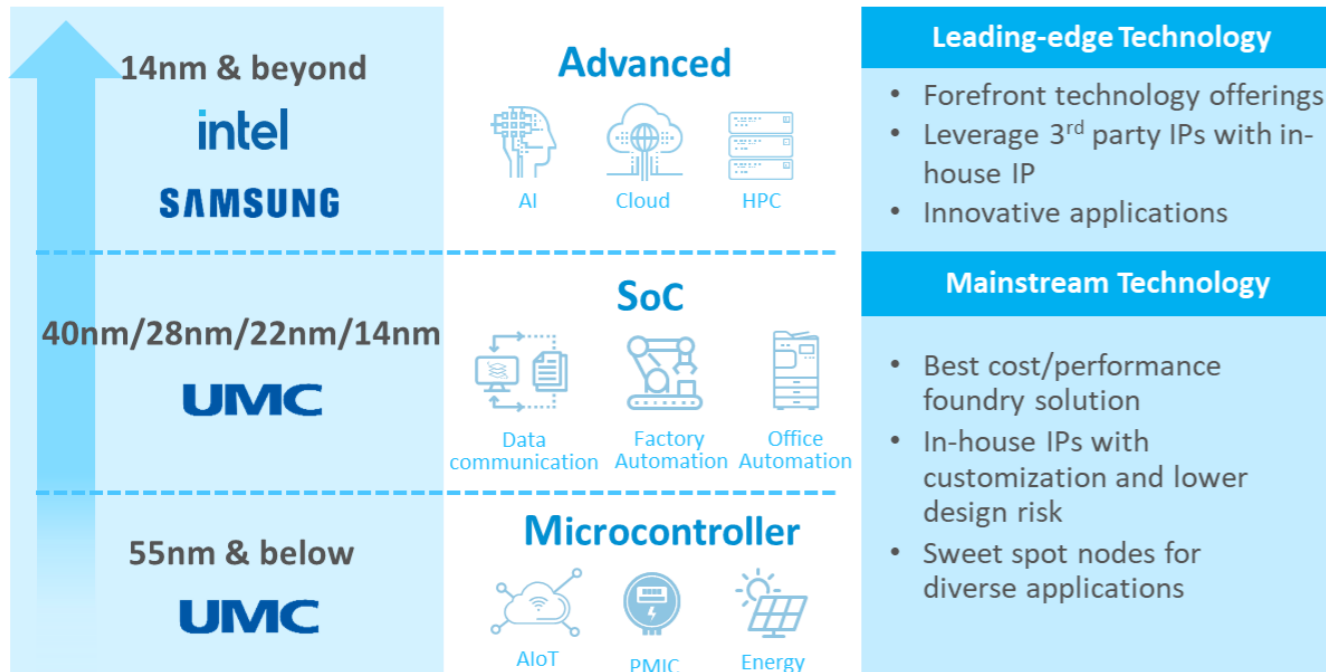 14nm & beyond
intel
SAMSUNG
Advanced
AI
Cloud
HPC
Leading-edge Technology
• Forefront technology offerings
• Leverage 3rd party IPs with in-
house IP
• Innovative applications
40nm/28nm/22nm/14nm
UMC
SoC
Data
communication
Factory
Automation
Office
Automation
Mainstream Technology
• Best cost/performance
foundry solution
• In-house IPs with
customization and lower
design risk
• Sweet spot nodes for
diverse applications
55nm & below
UMC
Microcontroller
AIoT
PMIC
Energy